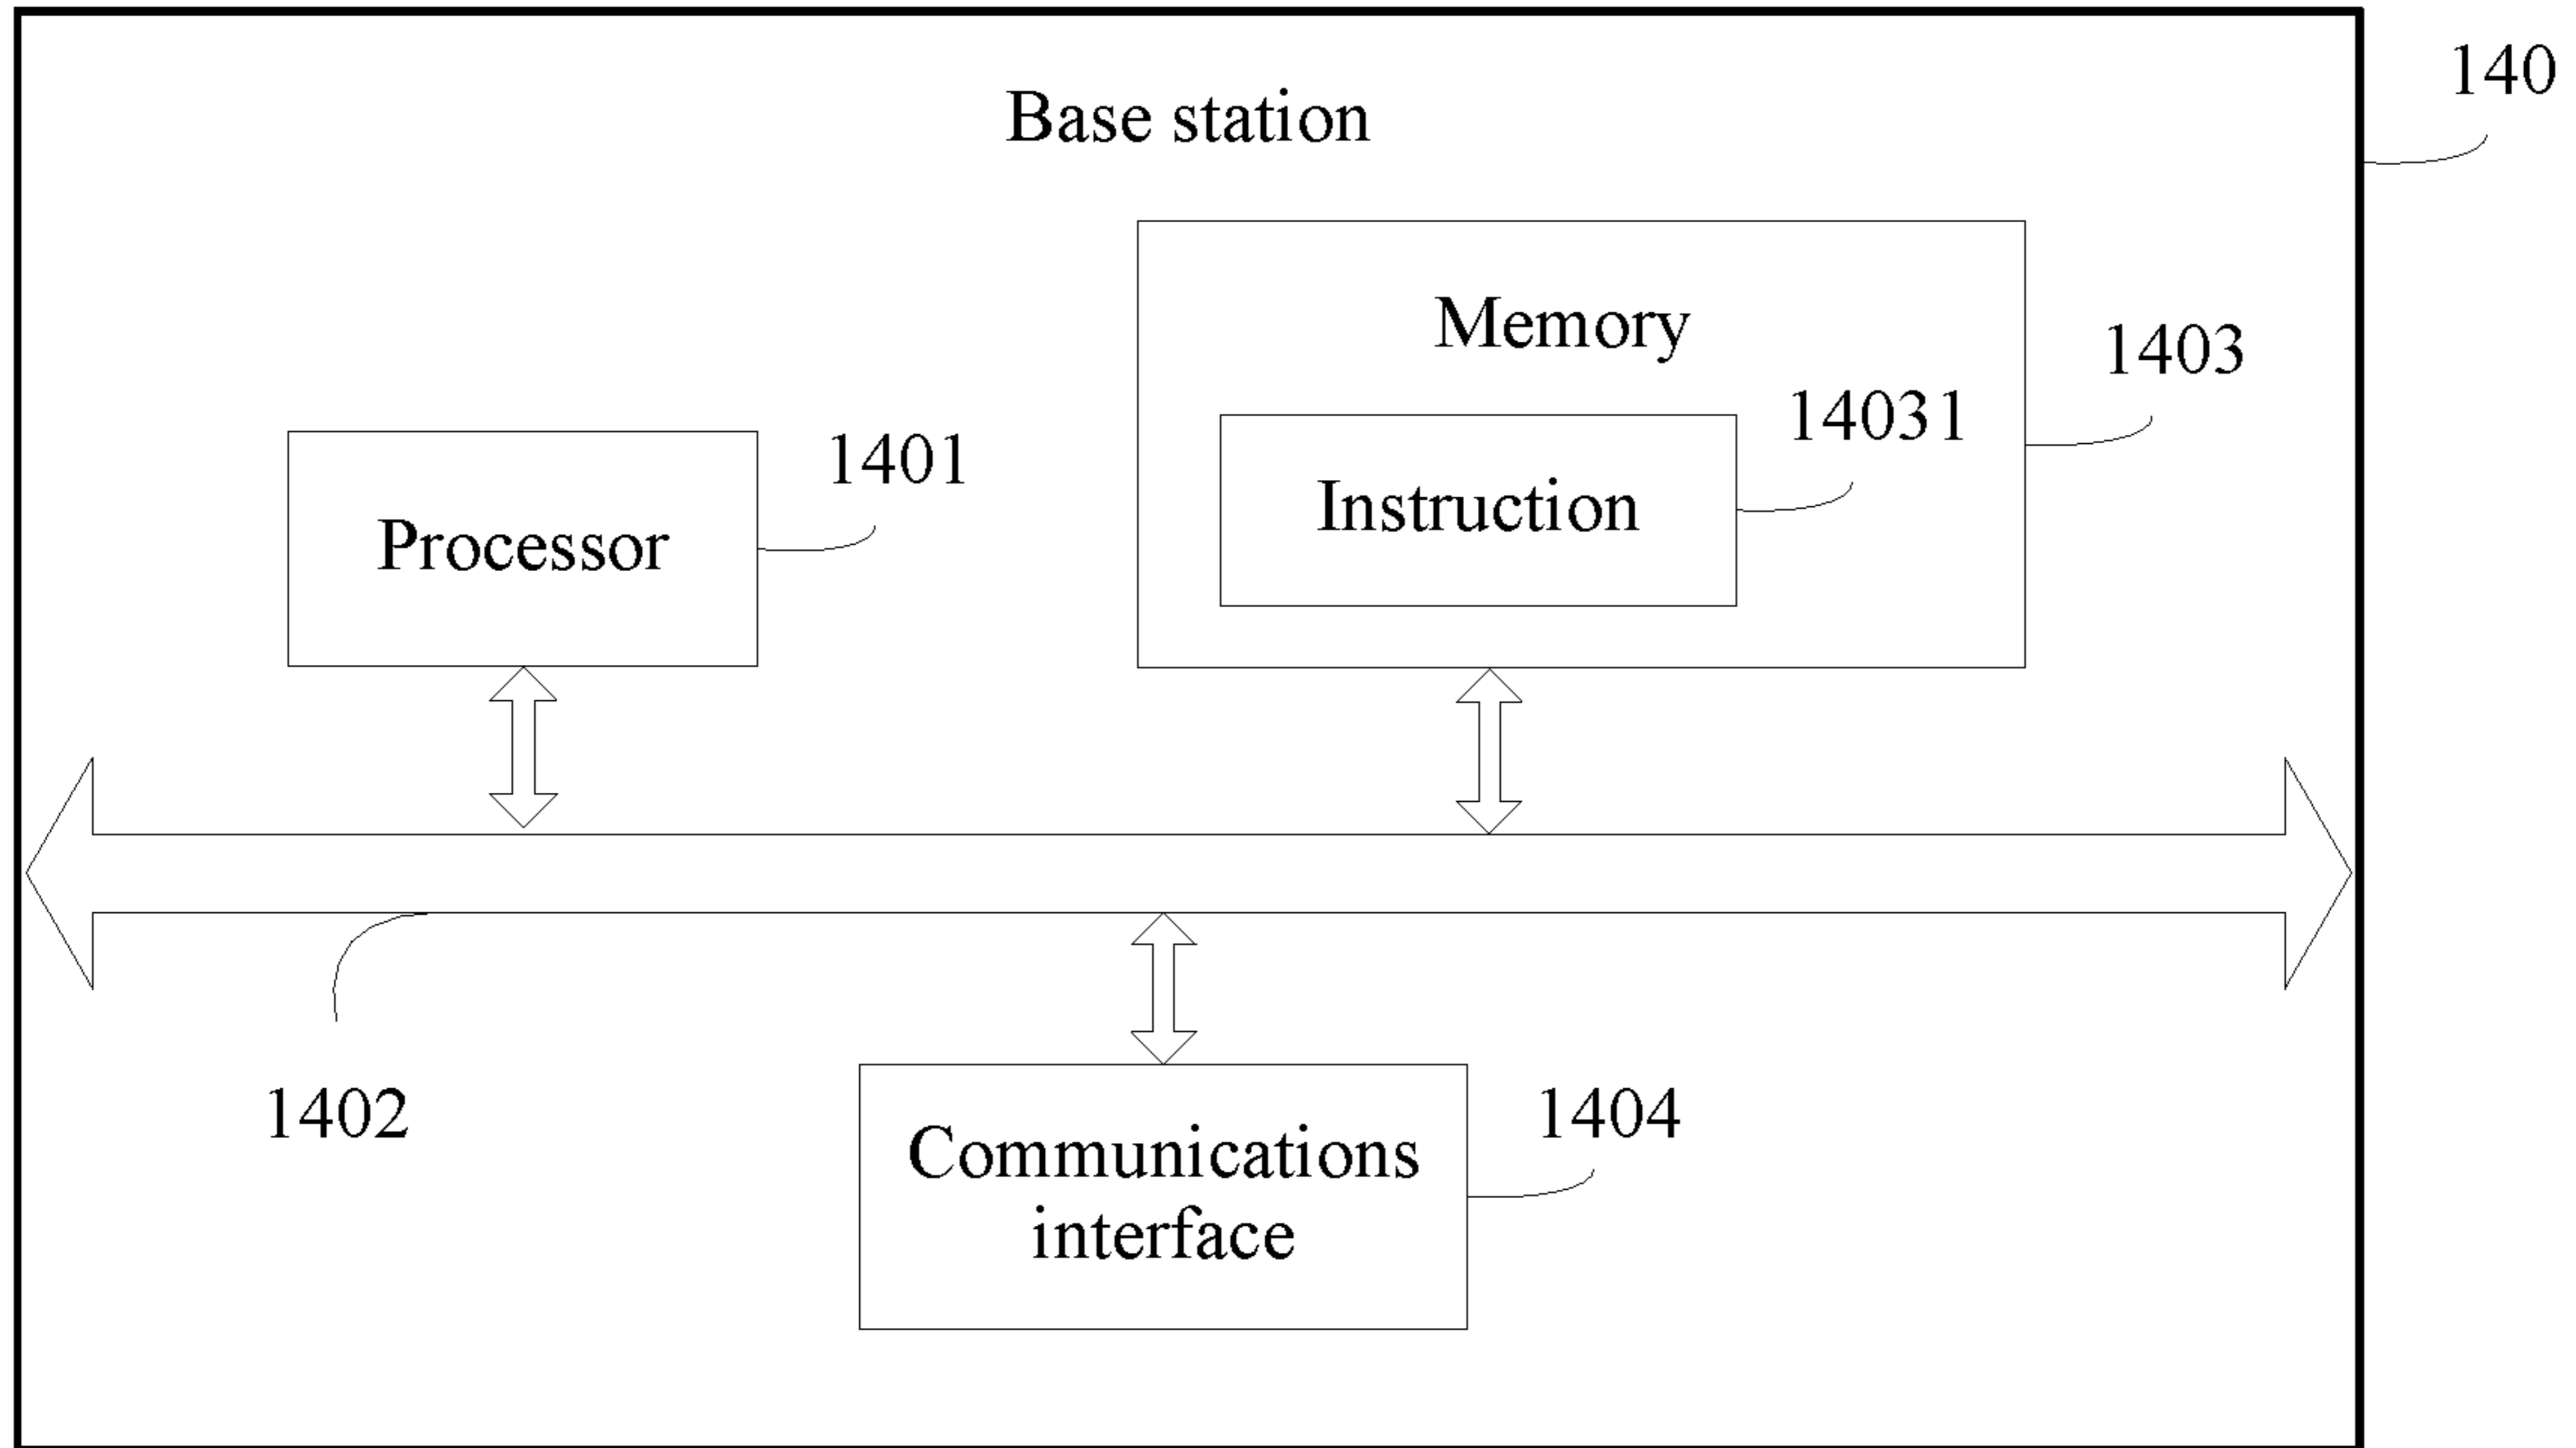 140
Base station
Memory
1403
14031
1401
Instruction
Processor
1402
1404
Communications
interface